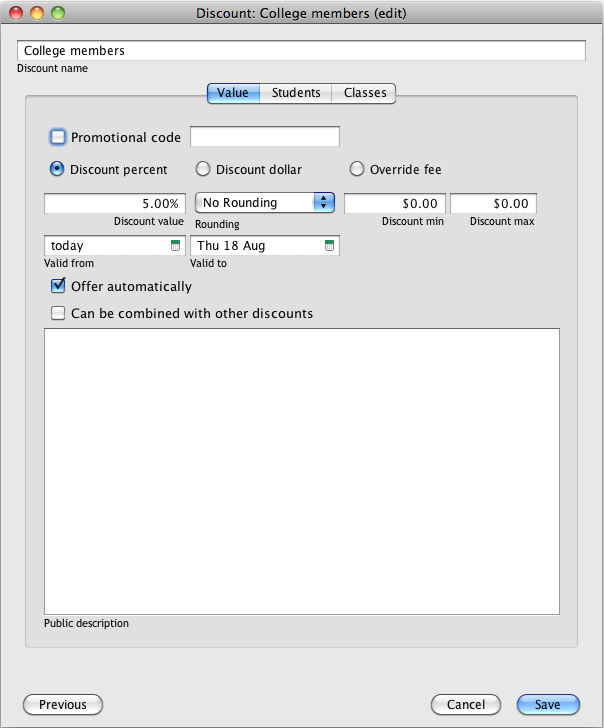 Discount: College members (edit)
College members
Discount name
Value Students Classes
Promotional code
Discount percent Discount dollar Override fee
5.00% No Rounding $0.00 $0.00
Discount value Rounding Discount min Discount max
today Thu 18 Aug
Valid from Valid to
Offer automatically
Can be combined with other discounts
Public description
Previous Cancel Save